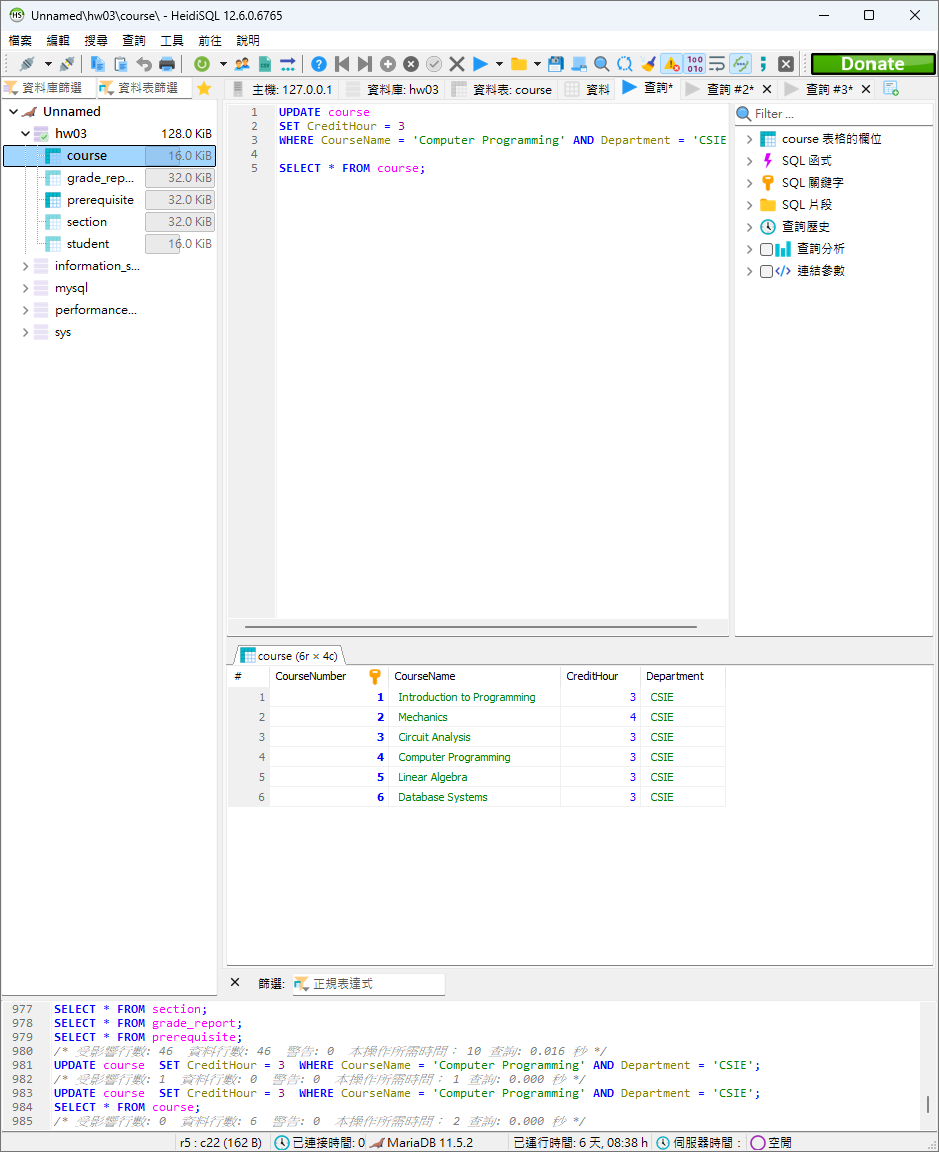 Unnamed\hw03\course\ - HeidiSQL 12.6.0.6765
檔案 編輯 搜尋 查詢 工具 前往 說明
Donate
資料庫篩選 資料表篩選
主機: 127.0.0.1 資料庫: hw03 資料表: course 資料 查詢* 查詢 #2* 查詢 #3*
Unnamed
hw03 128.0 KiB
course 16.0 KiB
grade_rep... 32.0 KiB
prerequisite 32.0 KiB
section 32.0 KiB
student 16.0 KiB
information_s...
mysql
performance...
sys
1 UPDATE course
2 SET CreditHour = 3
3 WHERE CourseName = 'Computer Programming' AND Department = 'CSIE
4
5 SELECT * FROM course;
Filter ...
course 表格的欄位
SQL 函式
SQL 關鍵字
SQL 片段
查詢歷史
查詢分析
連結參數
course (6r × 4c)
# CourseNumber CourseName CreditHour Department
1 1 Introduction to Programming 3 CSIE
2 2 Mechanics 4 CSIE
3 3 Circuit Analysis 3 CSIE
4 4 Computer Programming 3 CSIE
5 5 Linear Algebra 3 CSIE
6 6 Database Systems 3 CSIE
篩選: 正規表達式
977 SELECT * FROM section;
978 SELECT * FROM grade_report;
979 SELECT * FROM prerequisite;
980 /* 受影響行數: 46 資料行數: 46 警告: 0 本操作所需時間: 10 查詢: 0.016 秒 */
981 UPDATE course SET CreditHour = 3 WHERE CourseName = 'Computer Programming' AND Department = 'CSIE';
982 /* 受影響行數: 1 資料行數: 0 警告: 0 本操作所需時間: 1 查詢: 0.000 秒 */
983 UPDATE course SET CreditHour = 3 WHERE CourseName = 'Computer Programming' AND Department = 'CSIE';
984 SELECT * FROM course;
985 /* 受影響行數: 0 資料行數: 6 警告: 0 本操作所需時間: 2 查詢: 0.000 秒 */
r5 : c22 (162 B) 已連接時間: 0 MariaDB 11.5.2 已運行時間: 6 天, 08:38 h 伺服器時間: 空閒